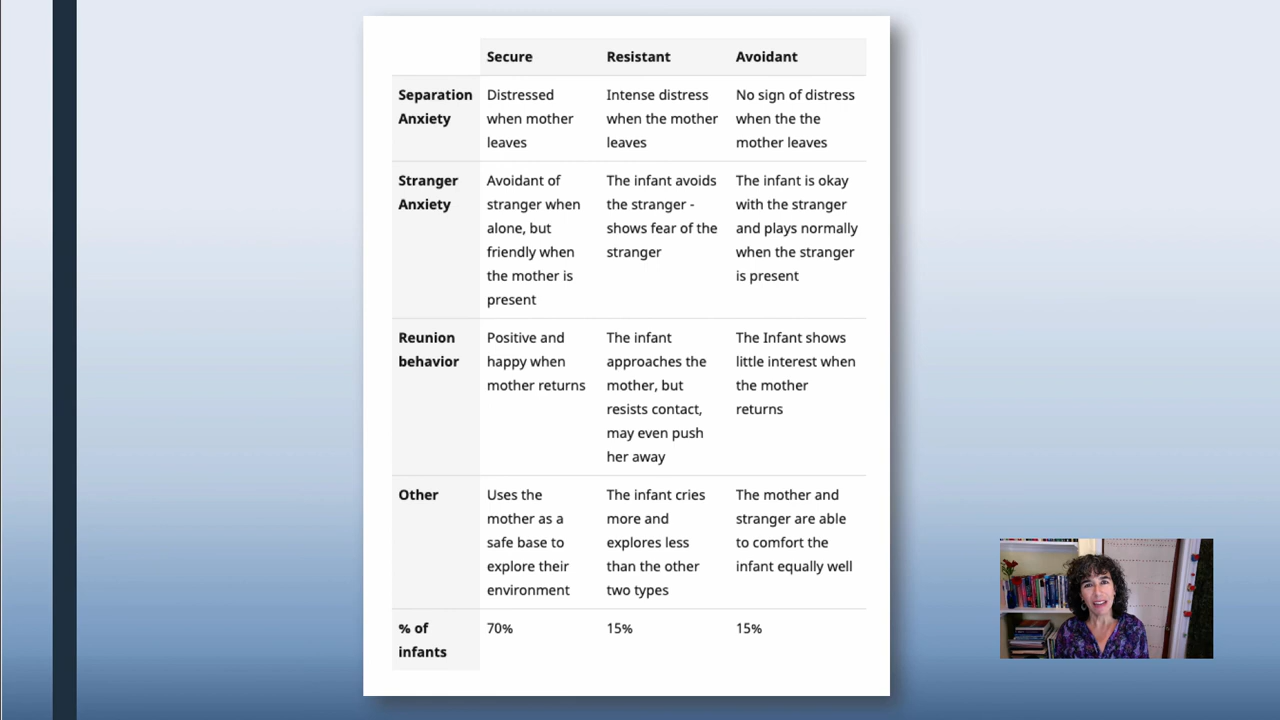 Secure Resistant Avoidant
Separation Anxiety
Distressed
when mother
leaves
Intense distress
when the mother
leaves
No sign of distress
when the the
mother leaves
Stranger
Anxiety
Avoidant of
stranger when
alone, but
friendly when
the mother is
present
The infant avoids
the stranger -
shows fear of the
stranger
The infant is okay
with the stranger
and plays normally
when the stranger
is present
Reunion
behavior
Positive and
happy when
mother returns
The infant
approaches the
mother, but
resists contact,
may even push
her away
The Infant shows
little interest when
the mother
returns
Other
Uses the
mother as a
safe base to
explore their
environment
The infant cries
more and
explores less
than the other
two types
The mother and
stranger are able
to comfort the
infant equally well
% of
infants
70%
15%
15%